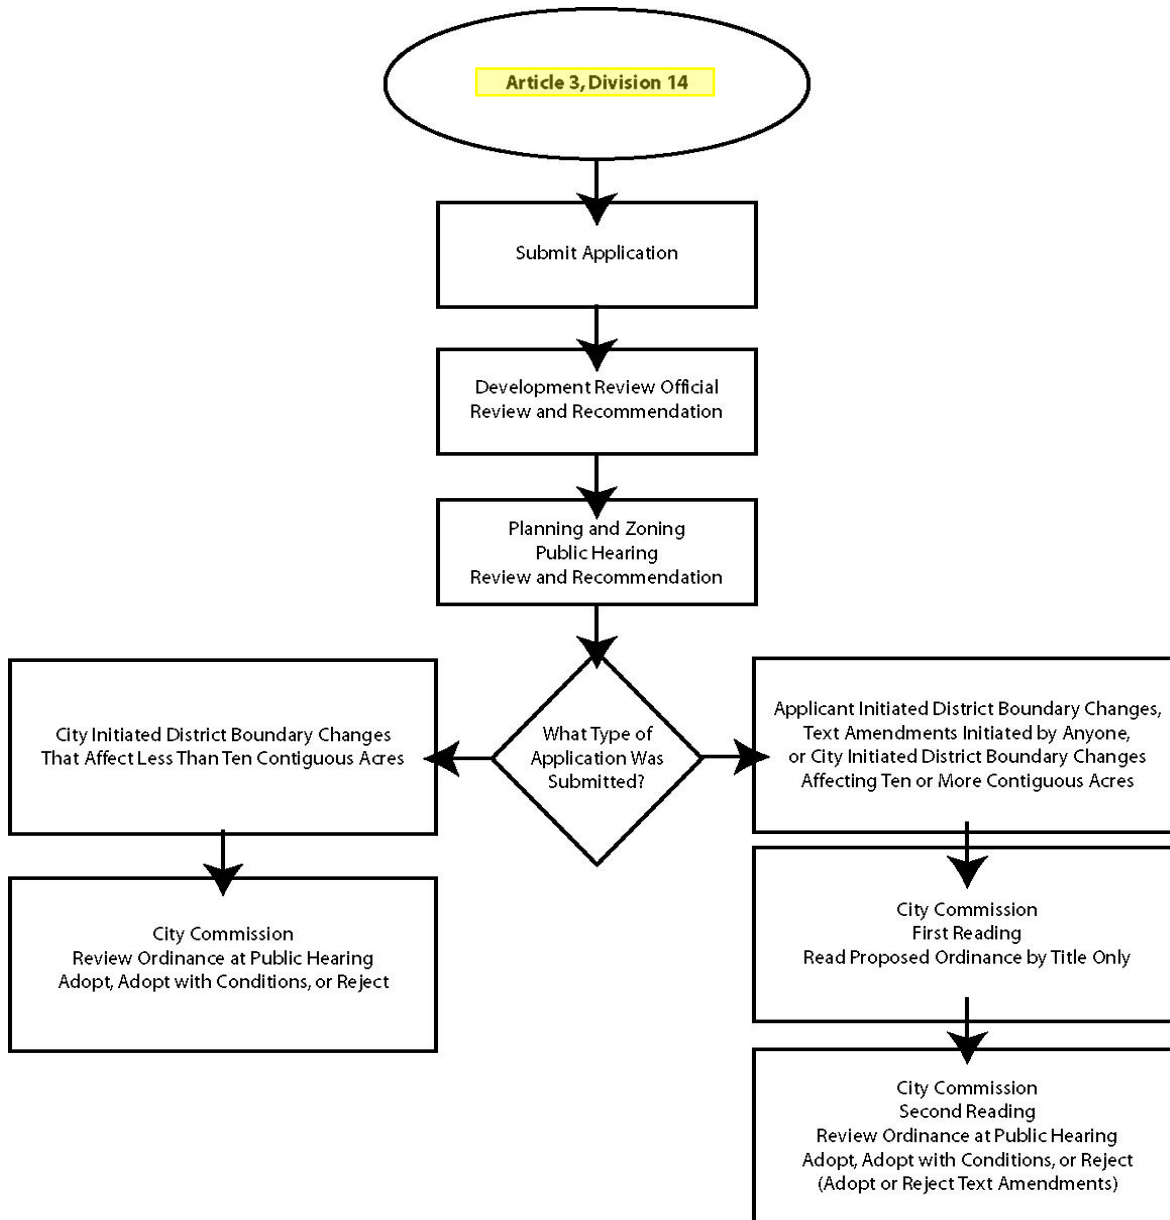 Article 3, Division 14
Submit Application
Development Review Official
Review and Recommendation
Planning and Zoning
Public Hearing
Review and Recommendation
What Type of
Application Was
Submitted?
City Initiated District Boundary Changes
That Affect Less Than Ten Contiguous Acres
City Commission
Review Ordinance at Public Hearing
Adopt, Adopt with Conditions, or Reject
Applicant Initiated District Boundary Changes,
Text Amendments Initiated by Anyone,
or City Initiated District Boundary Changes
Affecting Ten or More Contiguous Acres
City Commission
First Reading
Read Proposed Ordinance by Title Only
City Commission
Second Reading
Review Ordinance at Public Hearing
Adopt, Adopt with Conditions, or Reject
(Adopt or Reject Text Amendments)